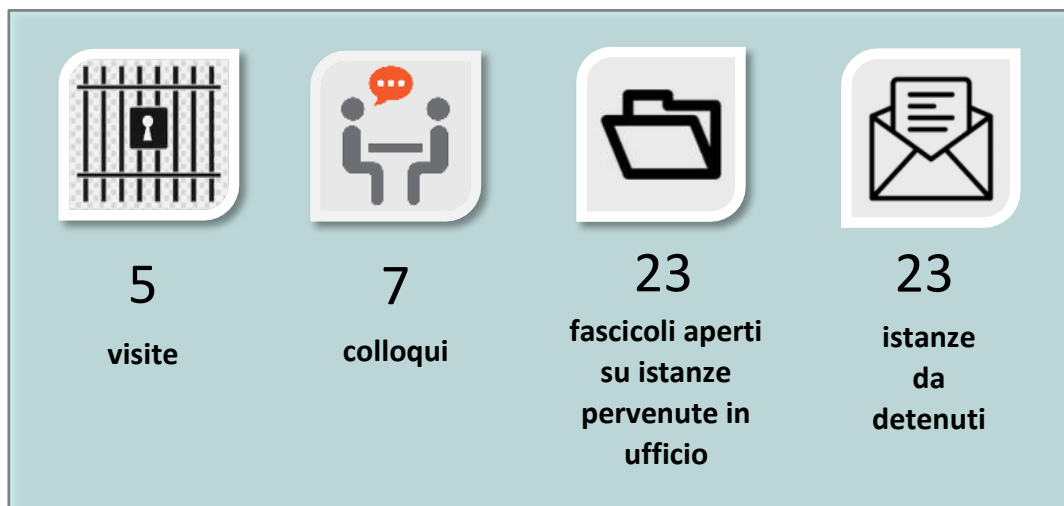 5
visite
7
colloqui
23
fascicoli aperti
su istanze
pervenute in
ufficio
23
istanze
da
detenuti